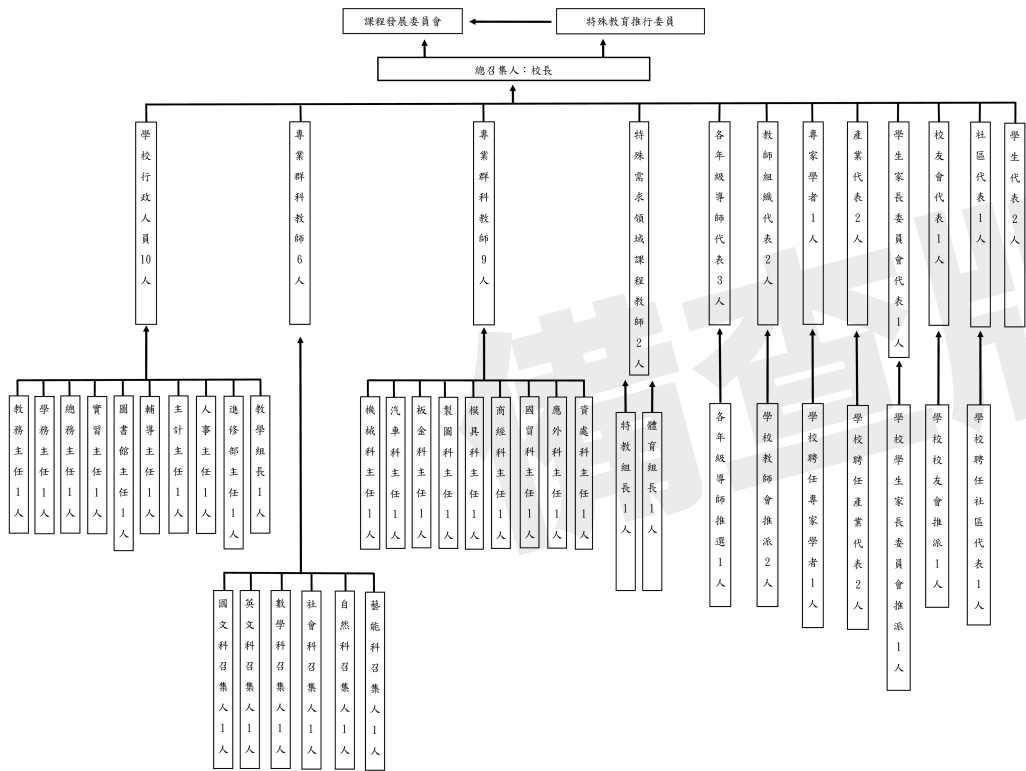 課程發展委員會
特殊教育推行委員
總召集人：校長
學校行政人員10人
專業群科教師6人
專業群科教師9人
特殊需求領域課程教師2人
各年級導師代表3人
教師組織代表2人
專家學者1人
產業代表2人
學生家長委員會代表1人
校友會代表1人
社區代表1人
學生代表2人
教務主任1人
學務主任1人
總務主任1人
實習主任1人
圖書館主任1人
輔導主任1人
主計主任1人
人事主任1人
進修部主任1人
教學組長1人
機械科主任1人
汽車科主任1人
板金科主任1人
製圖科主任1人
模具科主任1人
商經科主任1人
國貿科主任1人
應外科主任1人
資處科主任1人
特教組長1人
體育組長1人
各年級導師推選1人
學校教師會推派2人
學校聘任專家學者1人
學校聘任產業代表2人
學校學生家長委員會推派1人
學校校友會推派1人
學校聘任社區代表1人
國文科召集人1人
英文科召集人1人
數學科召集人1人
社會科召集人1人
自然科召集人1人
藝能科召集人1人
備查版